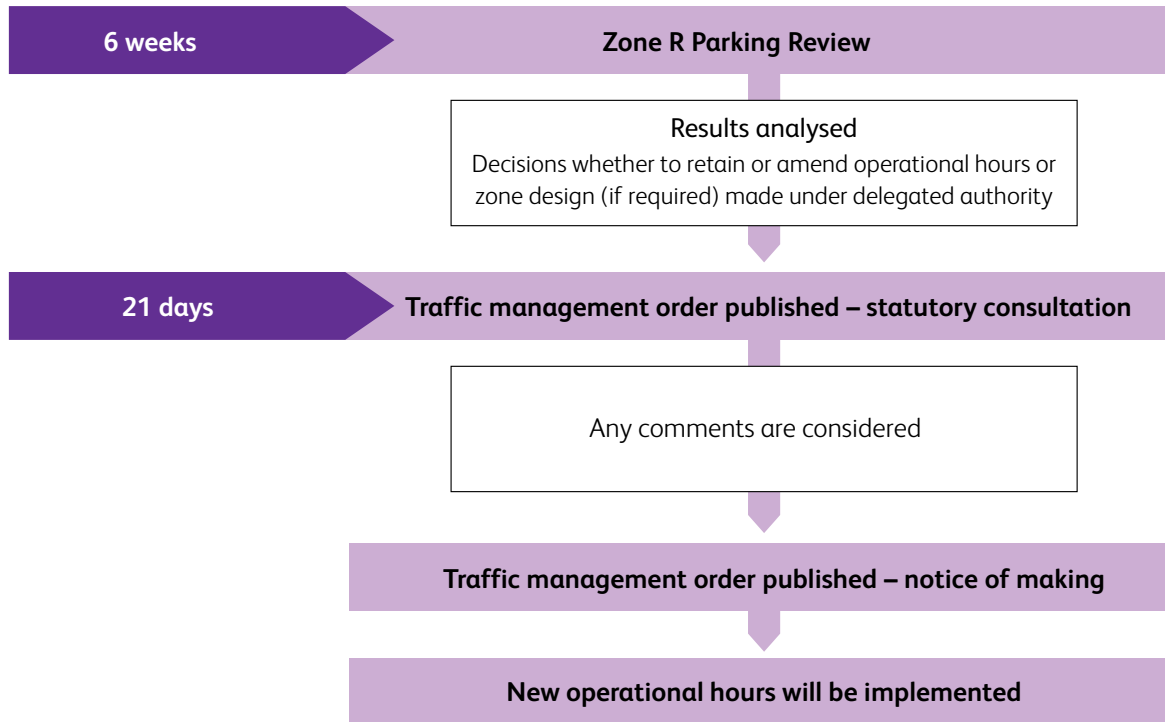 6 weeks
Zone R Parking Review
Results analysed
Decisions whether to retain or amend operational hours or
zone design (if required) made under delegated authority
21 days
Traffic management order published – statutory consultation
Any comments are considered
Traffic management order published – notice of making
New operational hours will be implemented